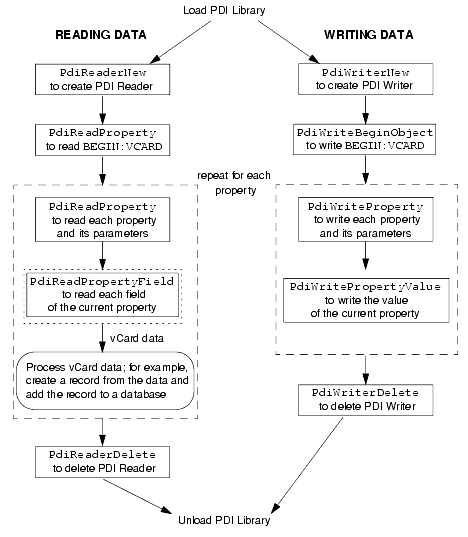 Load PDI Library
READING DATA
WRITING DATA
PdiReaderNew
to create PDI Reader
PdiWriterNew
to create PDI Writer
PdiReadProperty
to read BEGIN:VCARD
PdiWriteBeginObject
to write BEGIN:VCARD
repeat for each
property
PdiReadProperty
to read each property
and its parameters
PdiWriteProperty
to write each property
and its parameters
PdiReadPropertyField
to read each field
of the current property
PdiWritePropertyValue
to write the value
of the current property
vCard data
Process vCard data; for example,
create a record from the data and
add the record to a database
PdiWriterDelete
to delete PDI Writer
PdiReaderDelete
to delete PDI Reader
Unload PDI Library